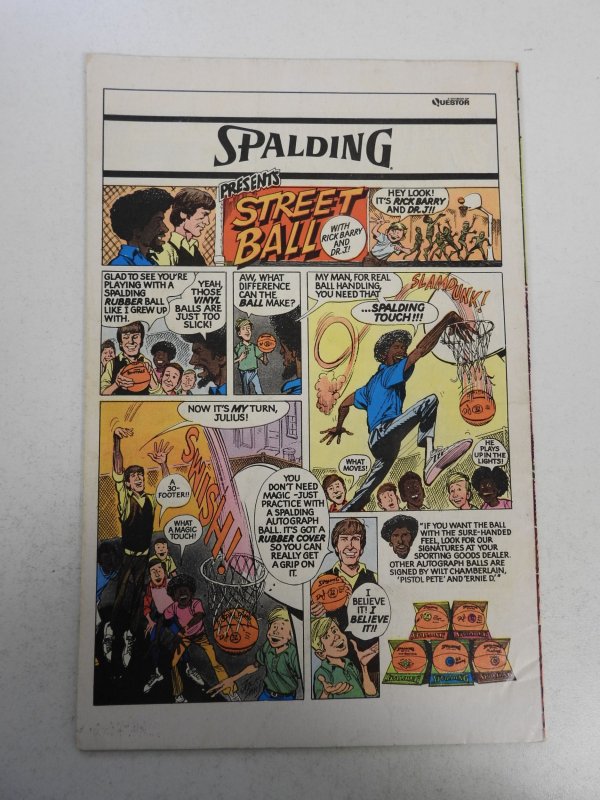 QUESTOR
SPALDING
PRESENTS
STREET
BALL
WITH
RICK BARRY
AND
DR.J!
HEY LOOK!
IT'S RICK BARRY
AND DR.J!!
GLAD TO SEE YOU'RE
PLAYING WITH A
SPALDING
RUBBER BALL
LIKE I GREW UP
WITH.
YEAH,
THOSE
VINYL
BALLS ARE
JUST TOO
SLICK!
AW, WHAT
DIFFERENCE
CAN THE
BALL MAKE?
MY MAN, FOR REAL
BALL HANDLING,
YOU NEED THAT
...SPALDING
TOUCH!!!
SLAM DUNK!
WHAT
MOVES!
HE
PLAYS
UP IN THE
LIGHTS!
NOW IT'S MY TURN,
JULIUS!
A
30-
FOOTER!!
WHAT
A MAGIC
TOUCH!
SWISH!
YOU
DON'T NEED
MAGIC -JUST
PRACTICE WITH
A SPALDING
AUTOGRAPH
BALL. IT'S GOT A
RUBBER COVER
SO YOU CAN
REALLY GET
A GRIP ON
IT.
I
BELIEVE
IT! I
BELIEVE
IT!!
"IF YOU WANT THE BALL
WITH THE SURE-HANDED
FEEL, LOOK FOR OUR
SIGNATURES AT YOUR
SPORTING GOODS DEALER.
OTHER AUTOGRAPH BALLS ARE
SIGNED BY WILT CHAMBERLAIN,
'PISTOL PETE' AND 'ERNIE D.'"
SPALDING
SPALDING
SPALDING
SPALDING
SPALDING